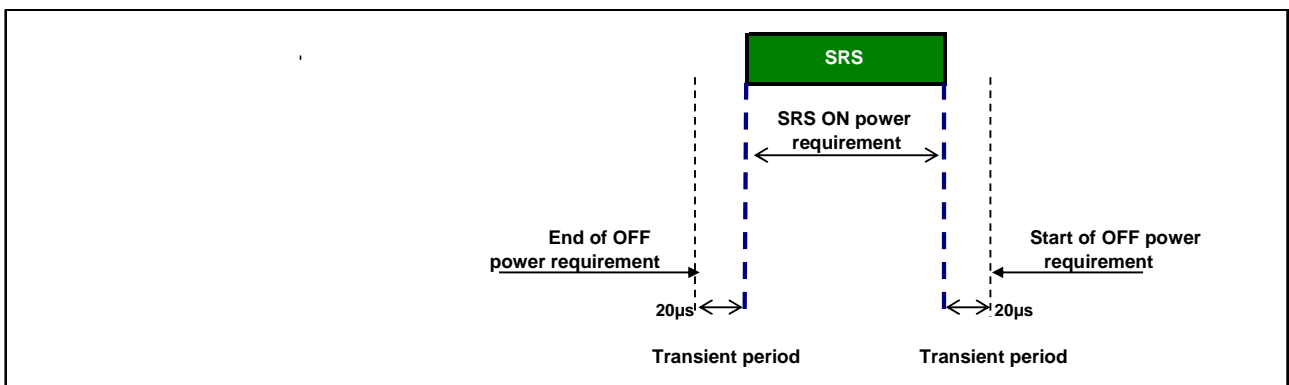 SRS
SRS ON power
requirement
End of OFF
power requirement
Start of OFF power
requirement
20µs
20µs
Transient period
Transient period